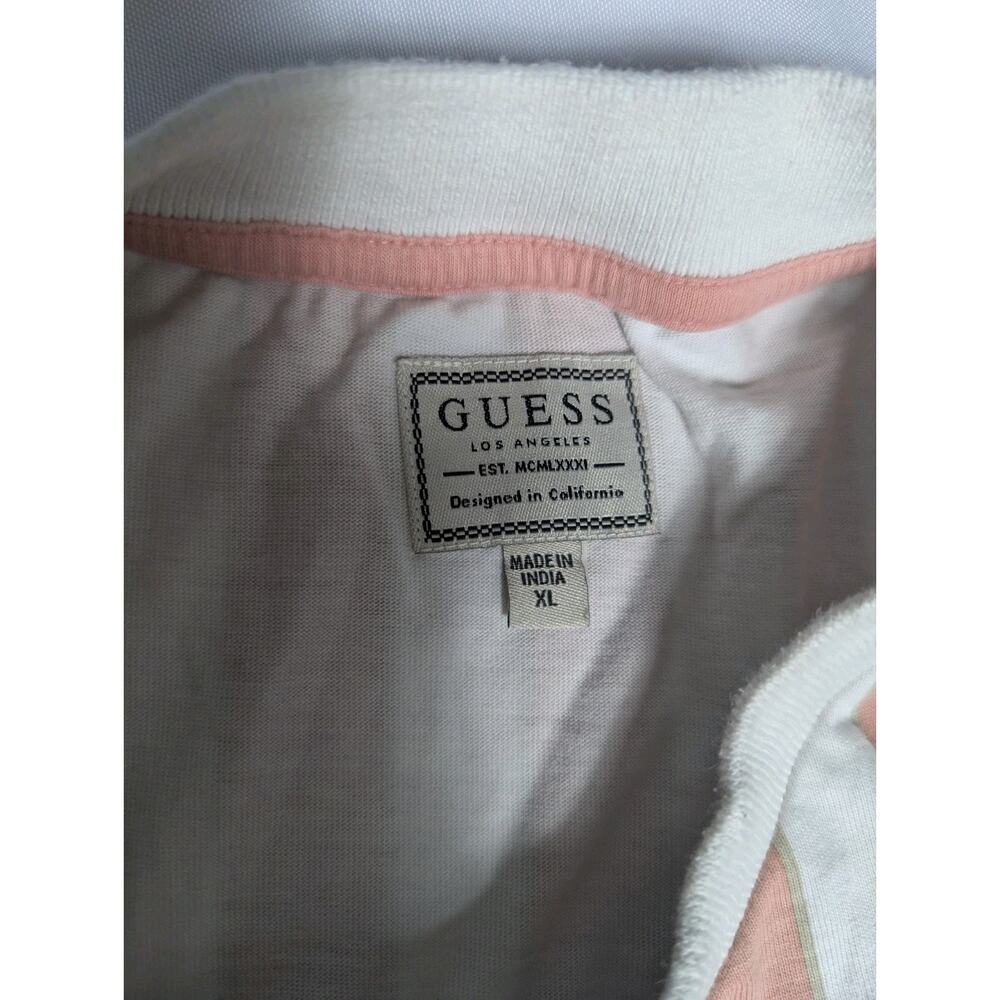 GUESS
LOS ANGELES
EST. MCMLXXXI
Designed in California
MADE IN
INDIA
XL